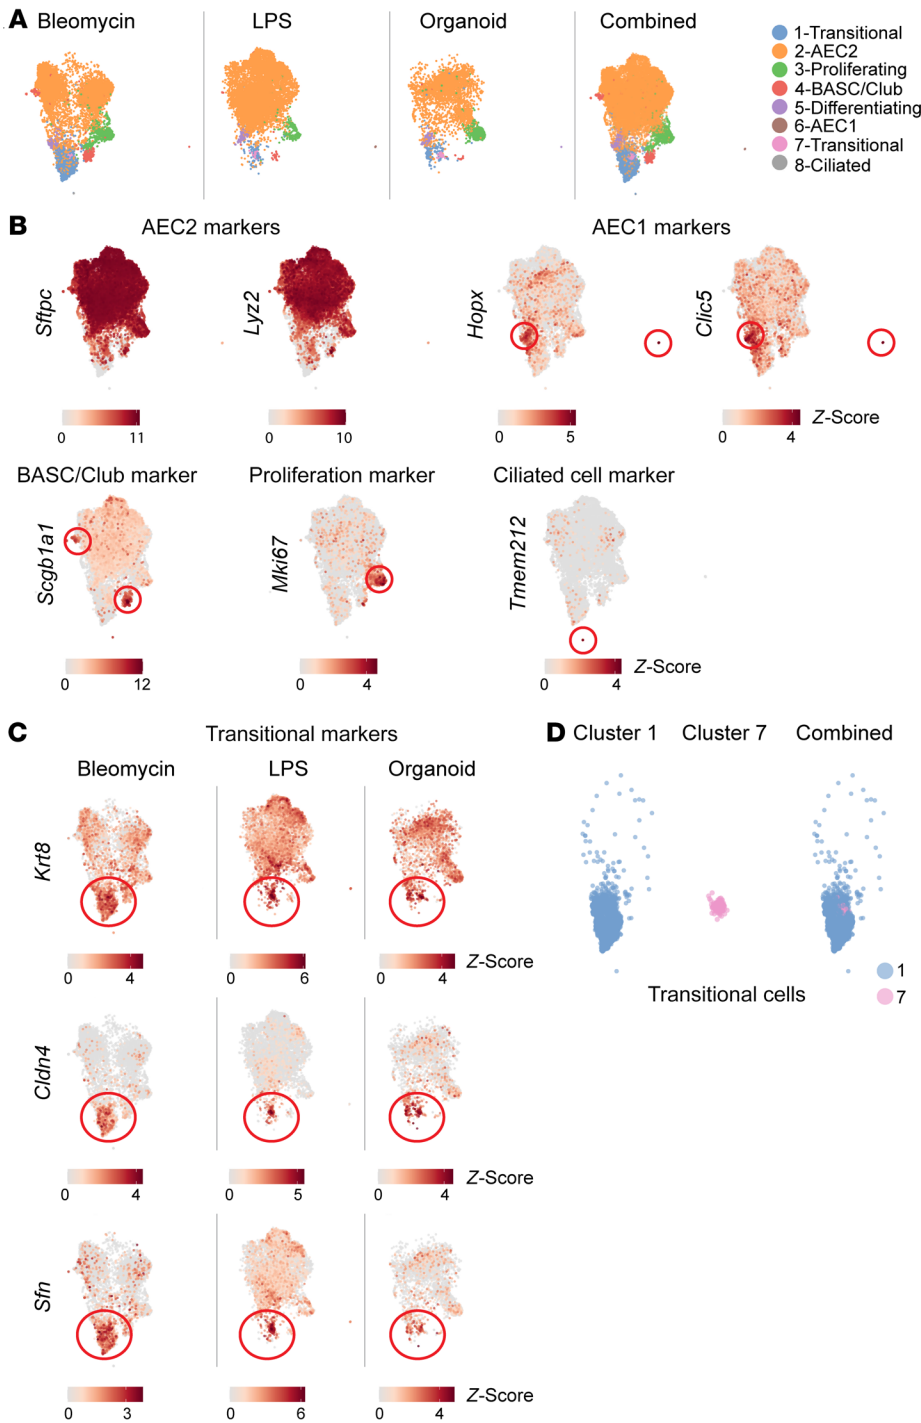 A Bleomycin LPS Organoid Combined
1-Transitional
2-AEC2
3-Proliferating
4-BASC/Club
5-Differentiating
6-AEC1
7-Transitional
8-Ciliated
B AEC2 markers AEC1 markers
Sftpc Lyz2 Hopx Clic5
0 11 0 10 0 5 0 4 Z-Score
BASC/Club marker Proliferation marker Ciliated cell marker
Scgb1a1 Mki67 Tmem212
0 12 0 4 0 4 Z-Score
C Transitional markers
Bleomycin LPS Organoid
Krt8
0 4 0 6 0 4 Z-Score
Cldn4
0 4 0 5 0 4 Z-Score
Sfn
0 3 0 6 0 4 Z-Score
D Cluster 1 Cluster 7 Combined
1
7
Transitional cells